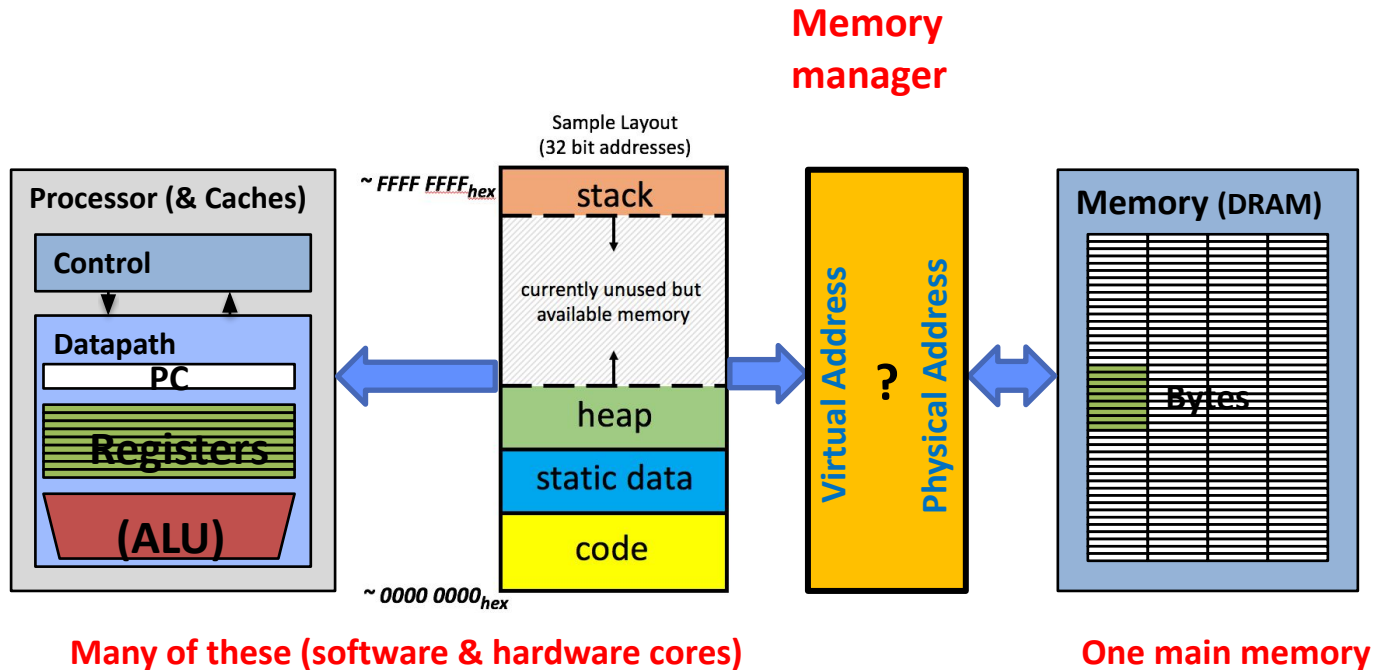 Memory
manager
Sample Layout
(32 bit addresses)
Processor (& Caches)
Control
Datapath
PC
Registers
(ALU)
~ FFFF FFFFhex
stack
currently unused but
available memory
heap
static data
code
~ 0000 0000hex
Virtual Address
?
Physical Address
Memory (DRAM)
Bytes
Many of these (software & hardware cores)
One main memory